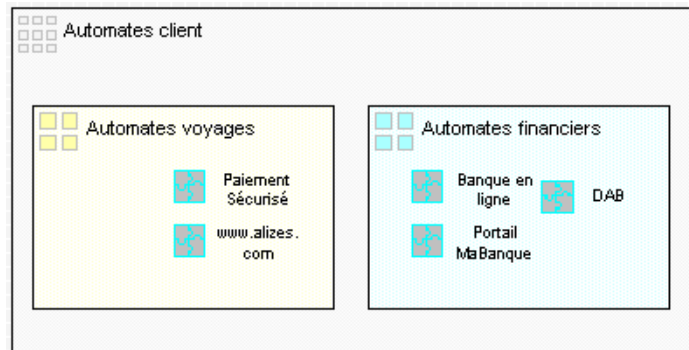 Automates client
Automates voyages
Paiement
Sécurisé
www.alizes.
com
Automates financiers
Banque en
ligne
DAB
Portail
MaBanque